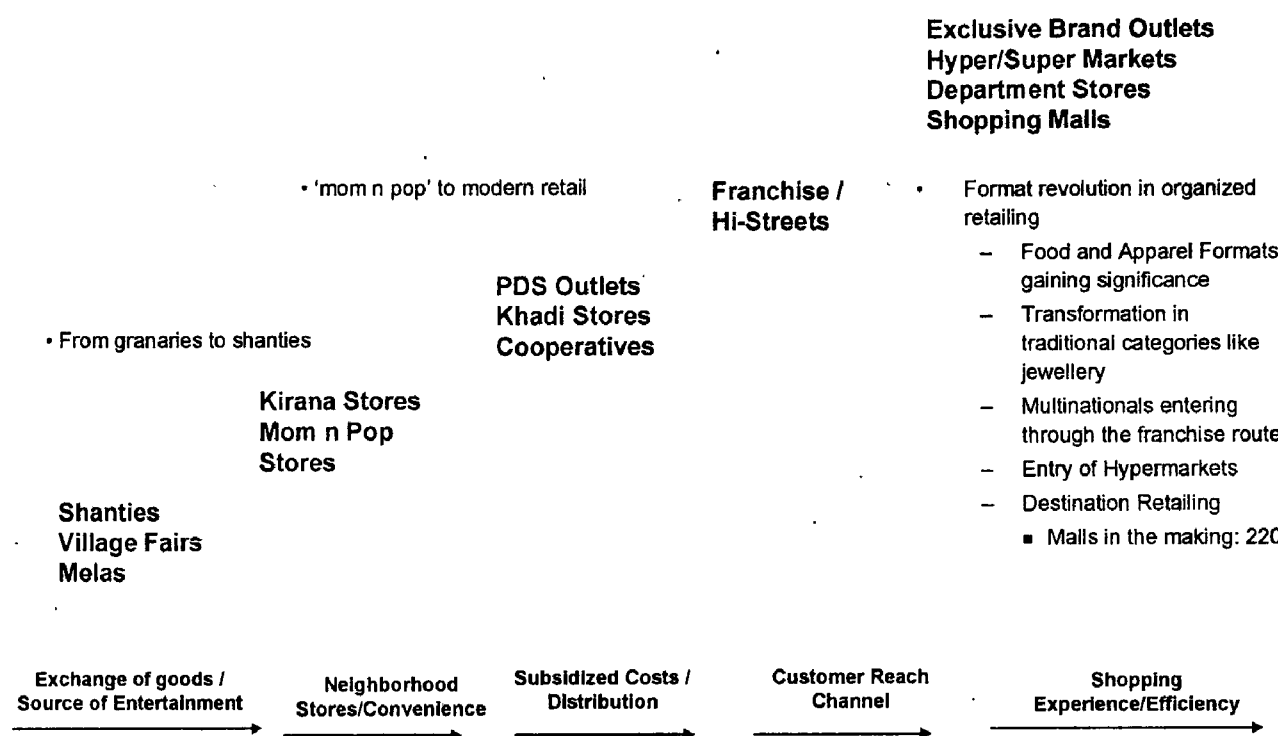 Exclusive Brand Outlets
Hyper/Super Markets
Department Stores
Shopping Malls
• 'mom n pop' to modern retail
Franchise /
Hi-Streets
• Format revolution in organized
retailing
– Food and Apparel Formats
gaining significance
– Transformation in
traditional categories like
jewellery
– Multinationals entering
through the franchise route
– Entry of Hypermarkets
– Destination Retailing
▪ Malls in the making: 220
PDS Outlets
Khadi Stores
Cooperatives
• From granaries to shanties
Kirana Stores
Mom n Pop
Stores
Shanties
Village Fairs
Melas
Exchange of goods /
Source of Entertainment
Neighborhood
Stores/Convenience
Subsidized Costs /
Distribution
Customer Reach
Channel
Shopping
Experience/Efficiency